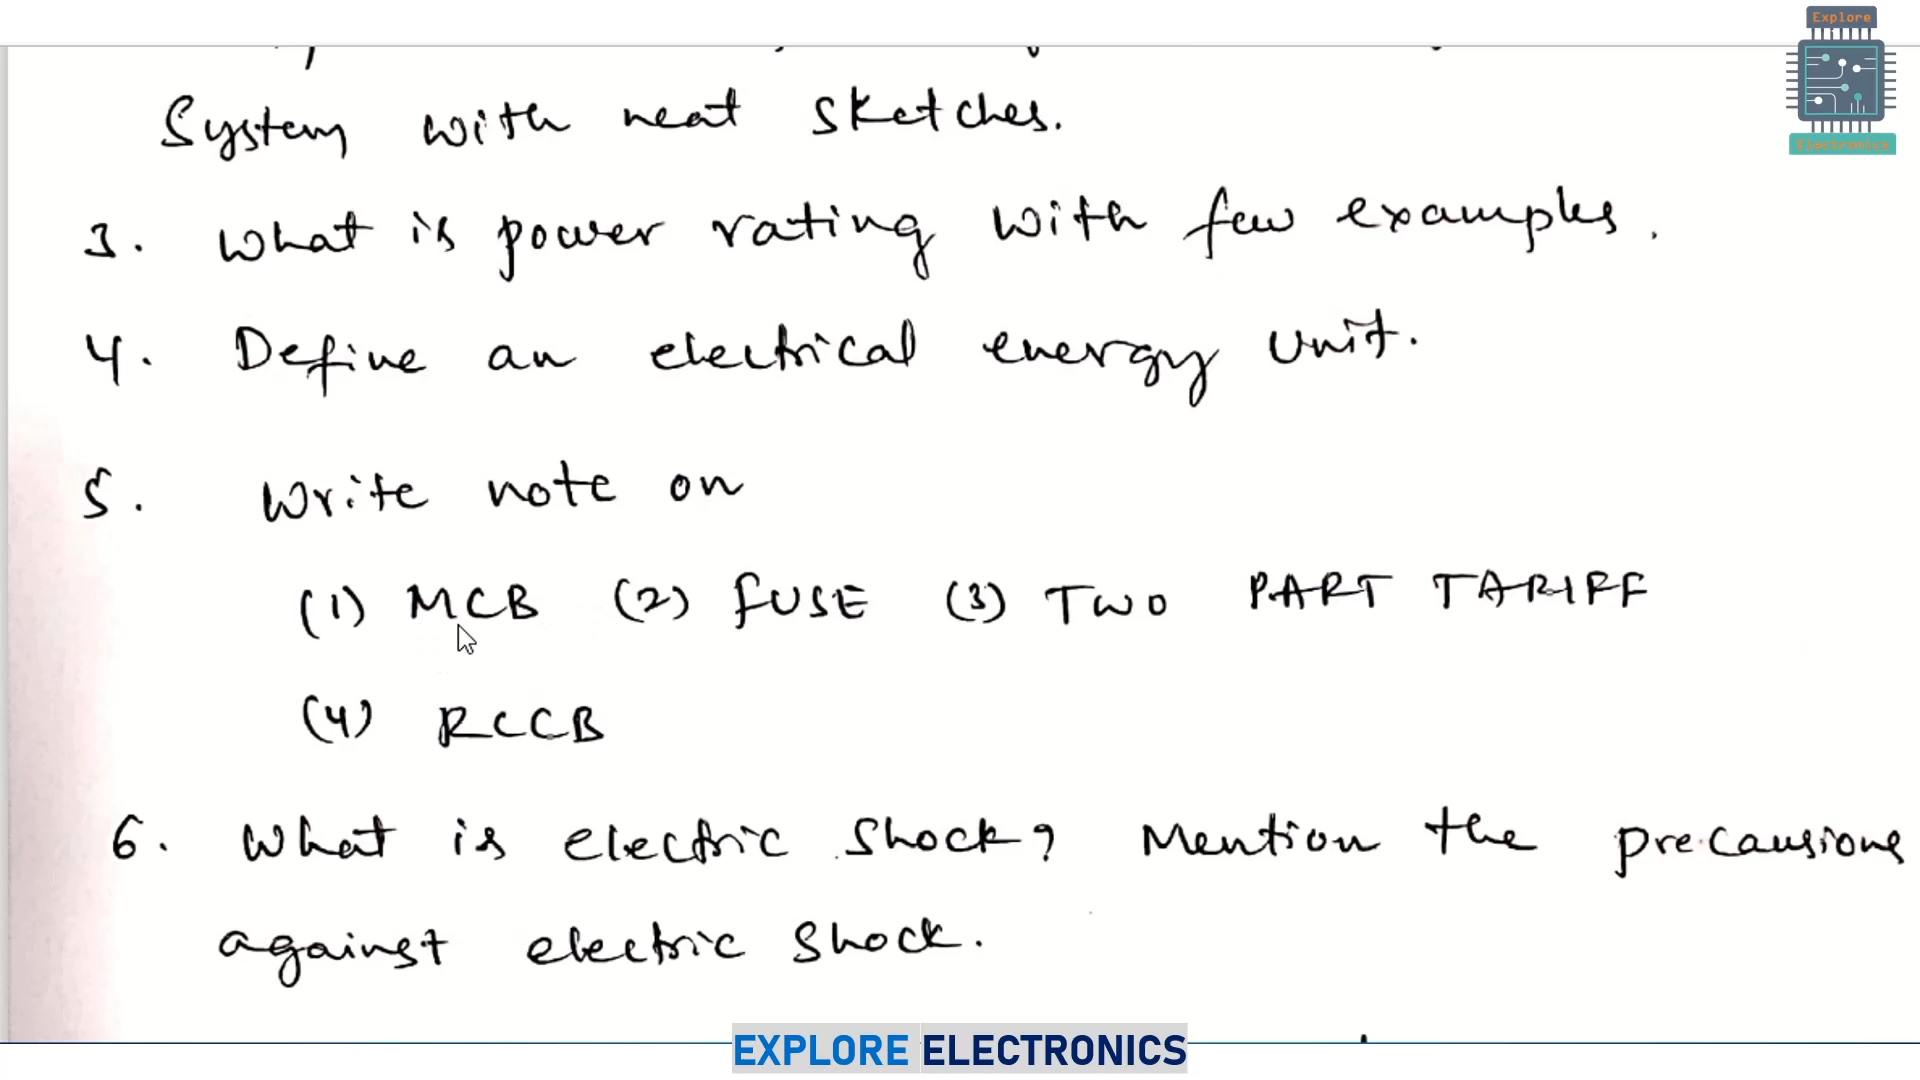 Explore
Electronics
System with neat sketches.
3. What is power rating with few examples.
4. Define an electrical energy unit.
5. Write note on
(1) MCB (2) FUSE (3) TWO PART TARIFF
(4) RCCB
6. What is electric shock? Mention the precausions
against electric shock.
EXPLORE ELECTRONICS